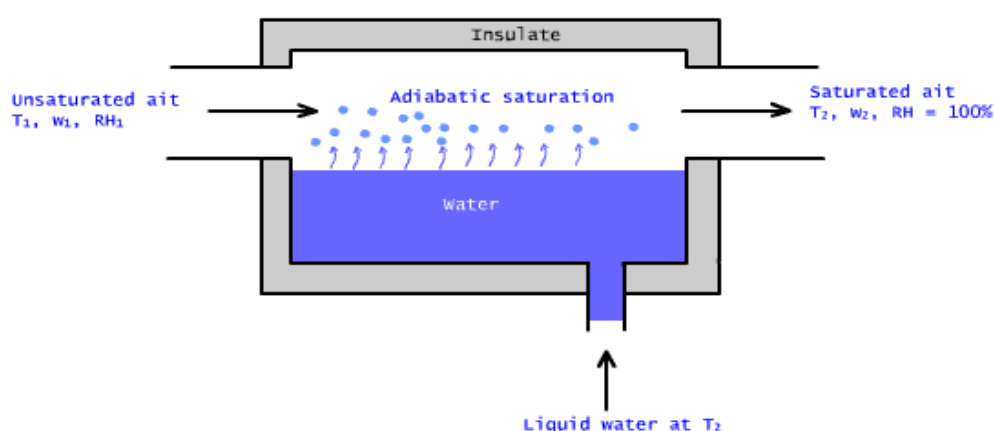 Insulate
Unsaturated ait
T₁, w₁, RH₁
Adiabatic saturation
Saturated ait
T₂, w₂, RH = 100%
Water
Liquid water at T₂